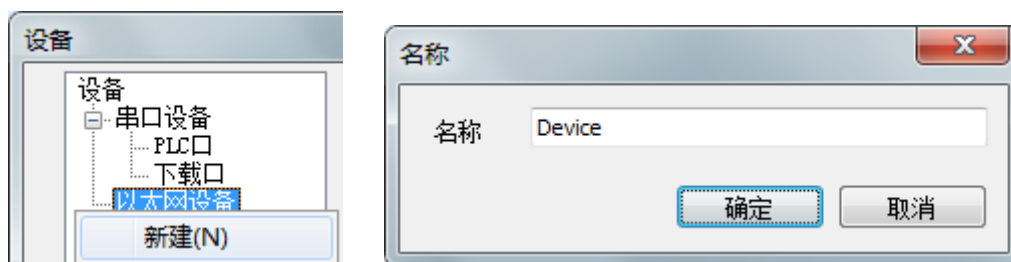 设备
设备
串口设备
PLC口
下载口
以太网设备
新建(N)
名称
名称
Device
确定
取消